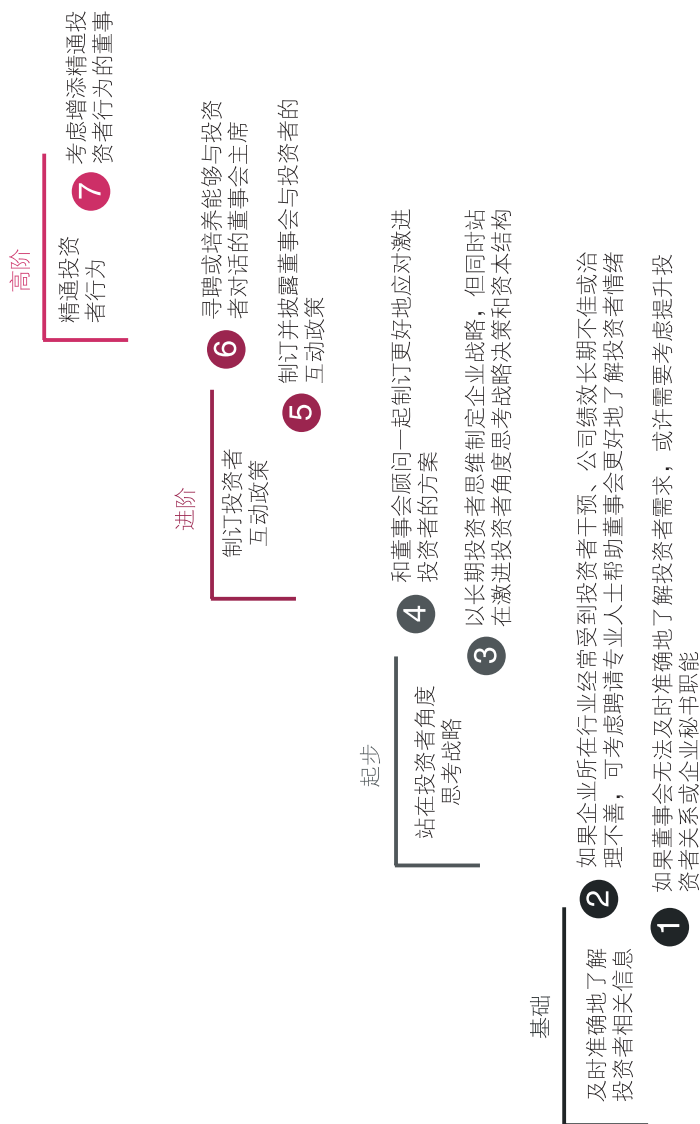 高阶
精通投资
者行为
7
考虑增添精通投
资者行为的董事
进阶
制订投资者
互动政策
6
寻聘或培养能够与投资
者对话的董事会主席
5
制订并披露董事会与投资者的
互动政策
起步
站在投资者角度
思考战略
4
和董事会顾问一起制订更好地应对激进
投资者的方案
3
以长期投资者思维制定企业战略，但同时站
在激进投资者角度思考战略决策和资本结构
基础
及时准确地了解
投资者相关信息
2
如果企业所在行业经常受到投资者干预、公司绩效长期不佳或治
理不善，可考虑聘请专业人士帮助董事会更好地了解投资者情绪
1
如果董事会无法及时准确地了解投资者需求，或许需要考虑提升投
资者关系或企业秘书职能